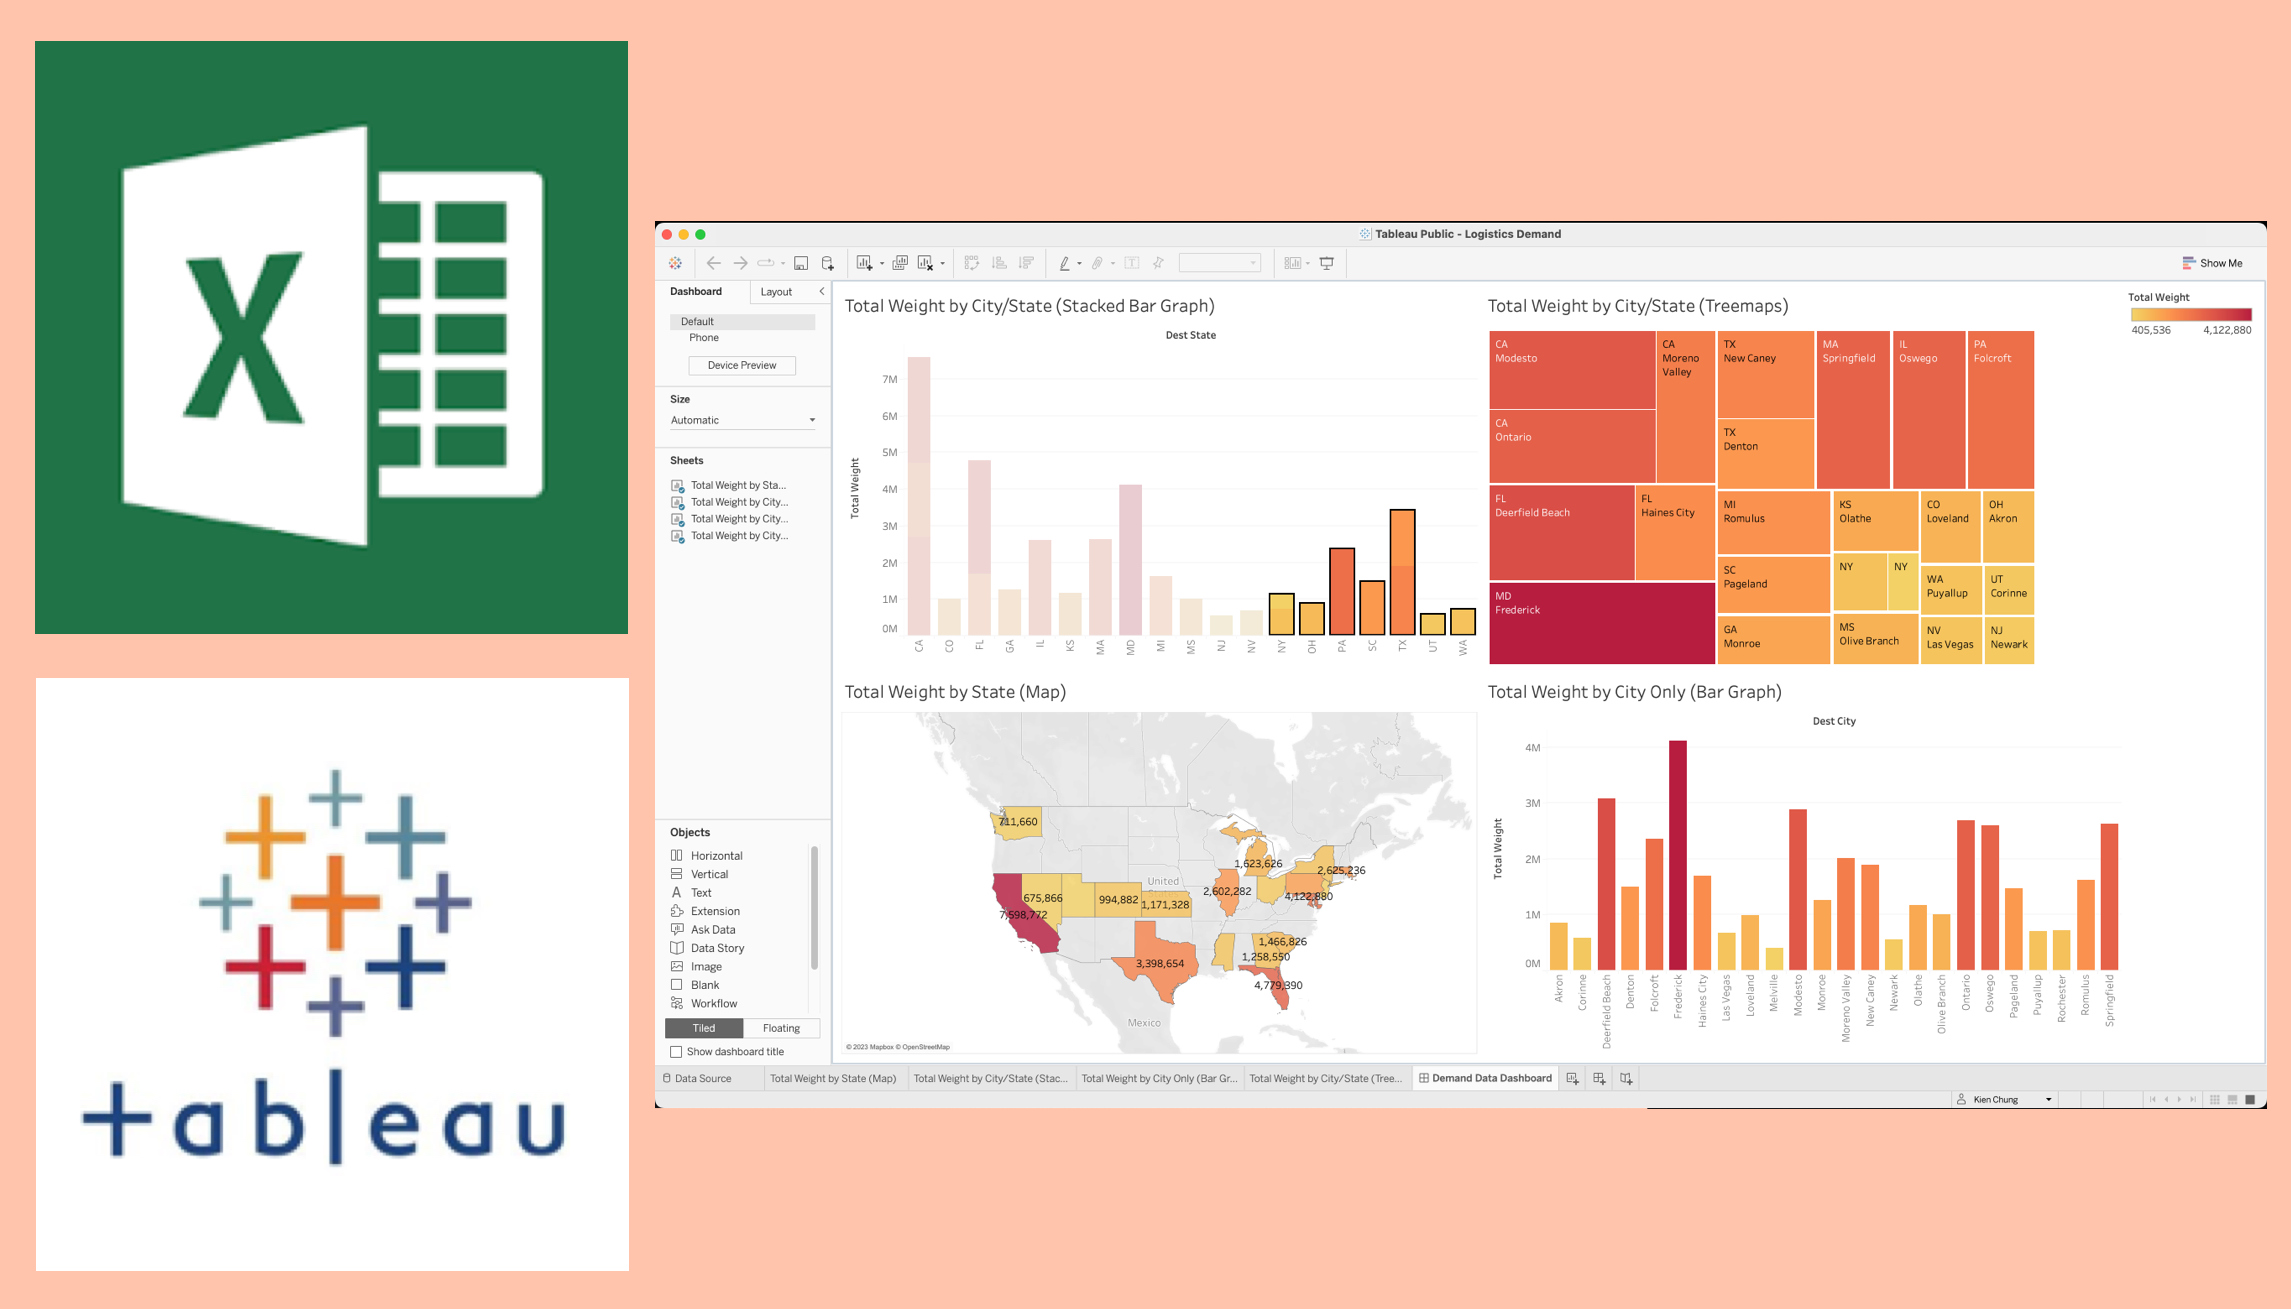 X
+ableau
Tableau Public - Logistics Demand
Show Me
Dashboard
Layout
Default
Phone
Device Preview
Size
Automatic
Sheets
Total Weight by Sta...
Total Weight by City...
Total Weight by City...
Total Weight by City...
Objects
Horizontal
Vertical
A Text
Extension
Ask Data
Data Story
Image
Blank
Workflow
Tiled
Floating
Show dashboard title
Total Weight by City/State (Stacked Bar Graph)
Dest State
Total Weight
7M
6M
5M
4M
3M
2M
1M
0M
CA
CO
FL
GA
IL
KS
MA
MD
MI
MS
NJ
NV
NY
OH
PA
SC
TX
UT
WA
Total Weight by City/State (Treemaps)
CA
Modesto
CA
Moreno
Valley
CA
Ontario
TX
New Caney
TX
Denton
MA
Springfield
IL
Oswego
PA
Folcroft
FL
Deerfield Beach
FL
Haines City
MD
Frederick
MI
Romulus
SC
Pageland
GA
Monroe
KS
Olathe
NY
NY
MS
Olive Branch
CO
Loveland
OH
Akron
WA
Puyallup
UT
Corinne
NV
Las Vegas
NJ
Newark
Total Weight
405,536
4,122,880
Total Weight by State (Map)
711,660
675,866
7,598,772
994,882
1,171,328
3,398,654
1,623,626
2,602,282
2,625,236
4,122,880
1,466,826
1,258,550
4,779,390
United
Mexico
© 2023 Mapbox © OpenStreetMap
Total Weight by City Only (Bar Graph)
Dest City
Total Weight
4M
3M
2M
1M
0M
Akron
Corinne
Deerfield Beach
Denton
Folcroft
Frederick
Haines City
Las Vegas
Loveland
Melville
Modesto
Monroe
Moreno Valley
New Caney
Newark
Olathe
Olive Branch
Ontario
Oswego
Pageland
Puyallup
Rochester
Romulus
Springfield
Data Source
Total Weight by State (Map)
Total Weight by City/State (Stac...
Total Weight by City Only (Bar Gr...
Total Weight by City/State (Tree...
Demand Data Dashboard
Kien Chung